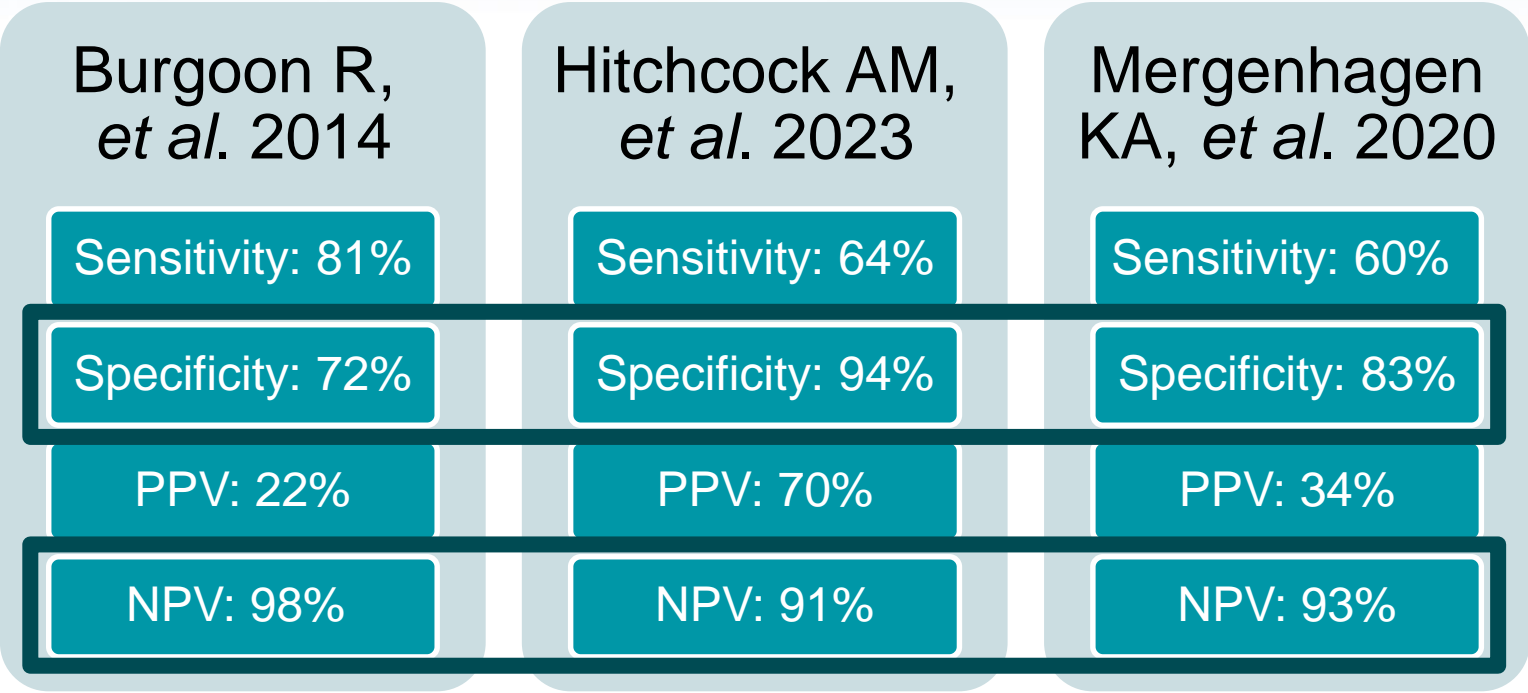 Burgoon R,
et al. 2014
Sensitivity: 81%
Specificity: 72%
PPV: 22%
NPV: 98%
Hitchcock AM,
et al. 2023
Sensitivity: 64%
Specificity: 94%
PPV: 70%
NPV: 91%
Mergenhagen
KA, et al. 2020
Sensitivity: 60%
Specificity: 83%
PPV: 34%
NPV: 93%